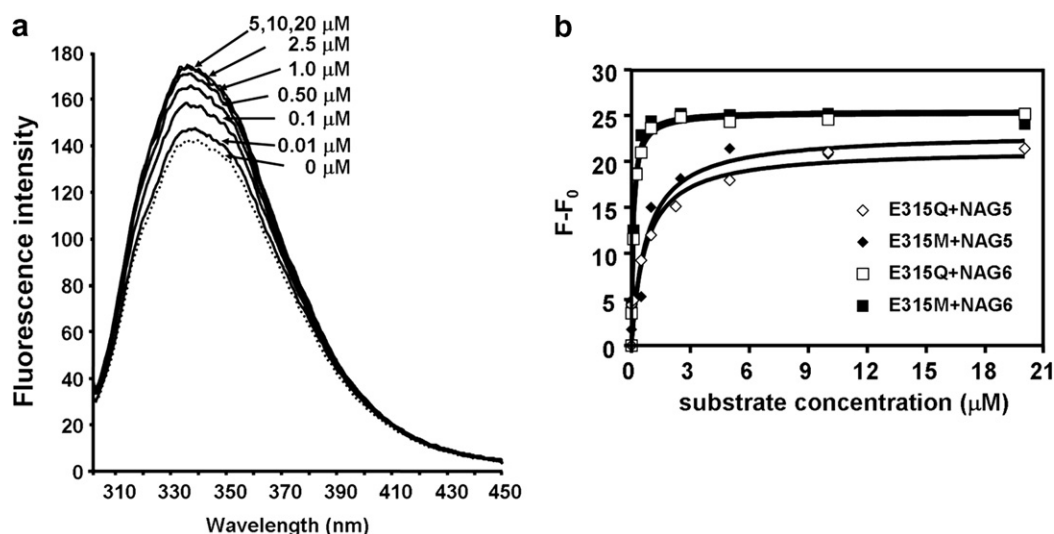 a
5,10,20 μM
2.5 μM
1.0 μM
0.50 μM
0.1 μM
0.01 μM
0 μM
180
160
140
120
100
80
60
40
20
0
Fluorescence intensity
310 330 350 370 390 410 430 450
Wavelength (nm)
b
30
25
20
15
10
5
0
F-F0
E315Q+NAG5
E315M+NAG5
E315Q+NAG6
E315M+NAG6
0 3 6 9 12 15 18 21
substrate concentration (μM)